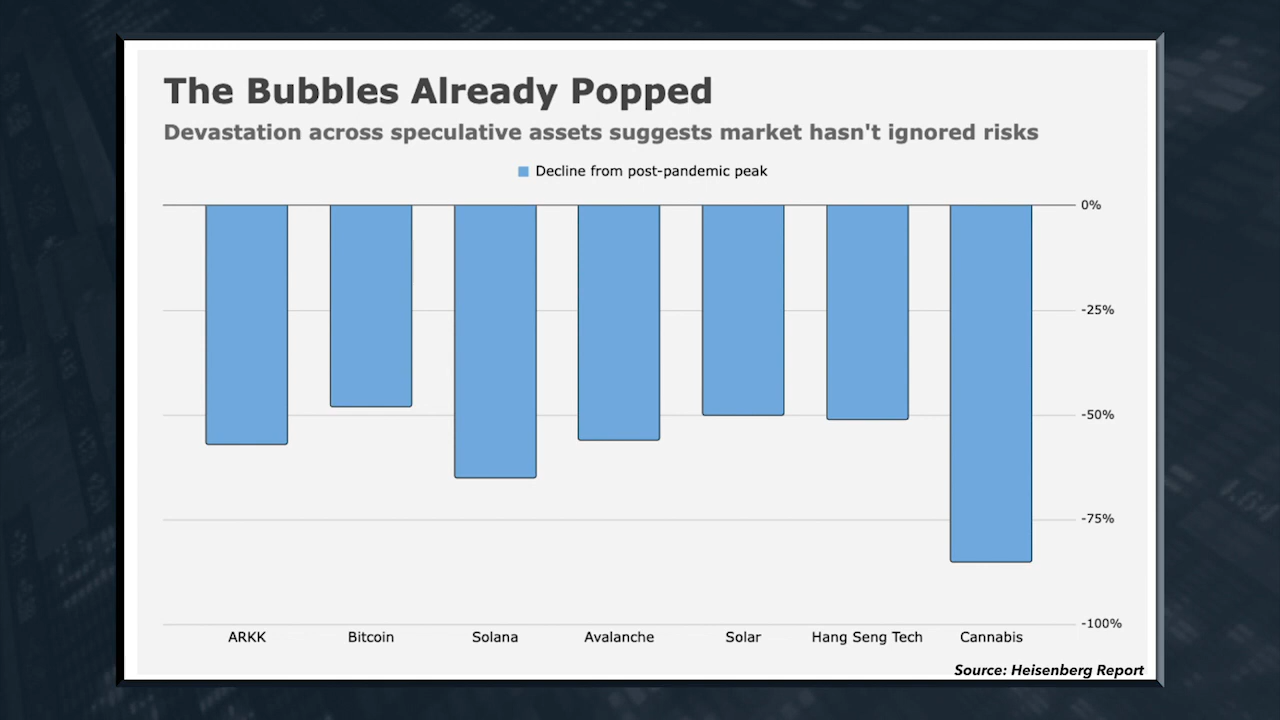 The Bubbles Already Popped
Devastation across speculative assets suggests market hasn't ignored risks
Decline from post-pandemic peak
0%
-25%
-50%
-75%
-100%
ARKK Bitcoin Solana Avalanche Solar Hang Seng Tech Cannabis
Source: Heisenberg Report